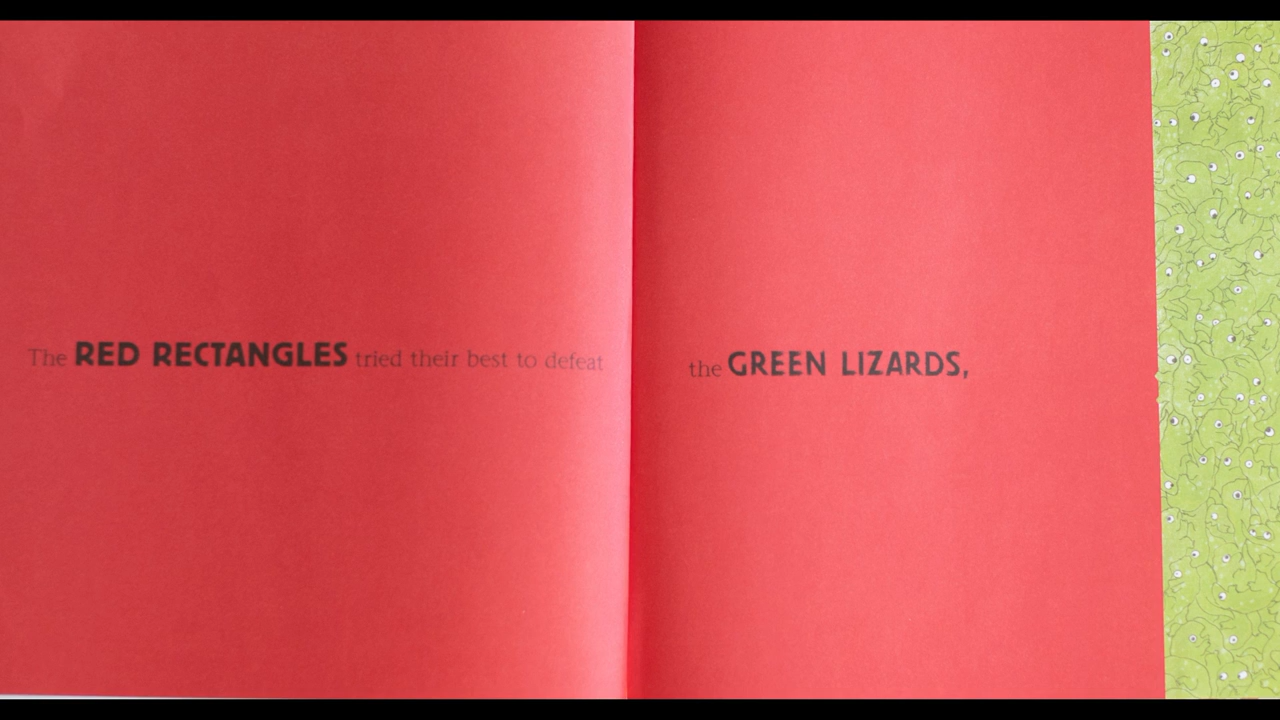 The RED RECTANGLES tried their best to defeat
the GREEN LIZARDS,